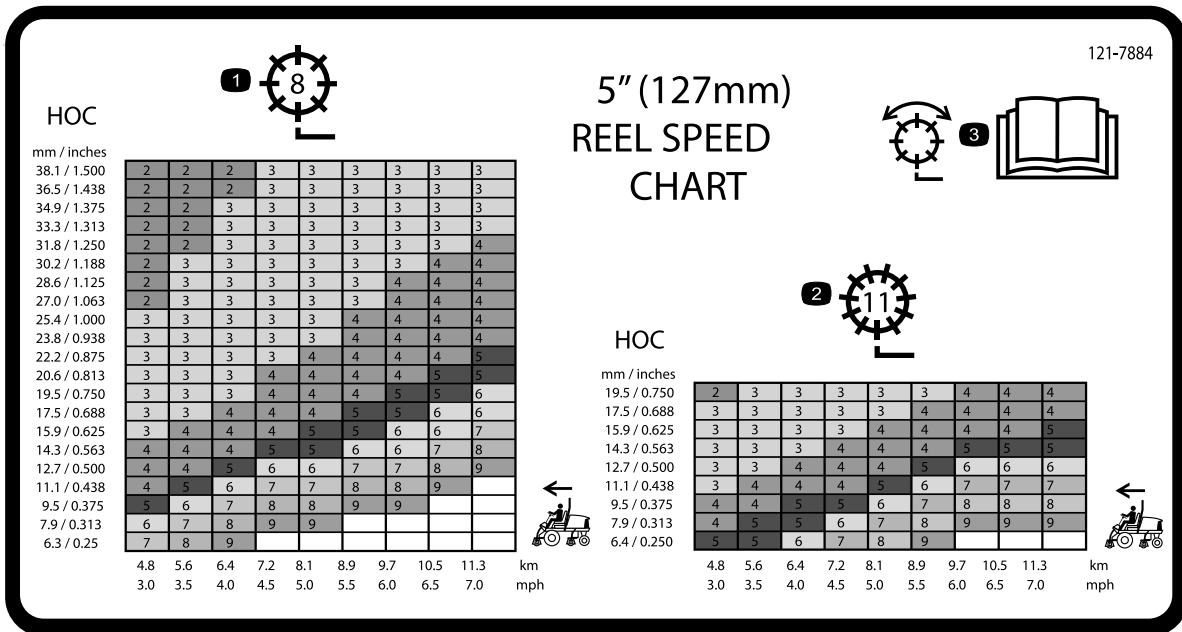 121-7884
5” (127mm)
REEL SPEED
CHART
1
8
3
HOC
mm / inches
38.1 / 1.500 2 2 2 3 3 3 3 3 3
36.5 / 1.438 2 2 2 3 3 3 3 3 3
34.9 / 1.375 2 2 3 3 3 3 3 3 3
33.3 / 1.313 2 2 3 3 3 3 3 3 3
31.8 / 1.250 2 2 3 3 3 3 3 3 4
30.2 / 1.188 2 3 3 3 3 3 3 4 4
28.6 / 1.125 2 3 3 3 3 3 4 4 4
27.0 / 1.063 2 3 3 3 3 3 4 4 4
25.4 / 1.000 3 3 3 3 3 4 4 4 4
23.8 / 0.938 3 3 3 3 3 4 4 4 4
22.2 / 0.875 3 3 3 3 4 4 4 4 5
20.6 / 0.813 3 3 3 4 4 4 4 5 5
19.5 / 0.750 3 3 3 4 4 4 5 5 6
17.5 / 0.688 3 3 4 4 4 5 5 6 6
15.9 / 0.625 3 4 4 4 5 5 6 6 7
14.3 / 0.563 4 4 4 5 5 6 6 7 8
12.7 / 0.500 4 4 5 6 6 7 7 8 9
11.1 / 0.438 4 5 6 7 7 8 8 9
9.5 / 0.375 5 6 7 8 8 9 9
7.9 / 0.313 6 7 8 9 9
6.3 / 0.25 7 8 9
4.8 5.6 6.4 7.2 8.1 8.9 9.7 10.5 11.3 km
3.0 3.5 4.0 4.5 5.0 5.5 6.0 6.5 7.0 mph
2
11
HOC
mm / inches
19.5 / 0.750 2 3 3 3 3 3 4 4 4
17.5 / 0.688 3 3 3 3 3 4 4 4 4
15.9 / 0.625 3 3 3 3 4 4 4 4 5
14.3 / 0.563 3 3 3 4 4 4 5 5 5
12.7 / 0.500 3 3 4 4 4 5 6 6 6
11.1 / 0.438 3 4 4 4 5 6 7 7 7
9.5 / 0.375 4 4 5 5 6 7 8 8 8
7.9 / 0.313 4 5 5 6 7 8 9 9 9
6.4 / 0.250 5 5 6 7 8 9
4.8 5.6 6.4 7.2 8.1 8.9 9.7 10.5 11.3 km
3.0 3.5 4.0 4.5 5.0 5.5 6.0 6.5 7.0 mph